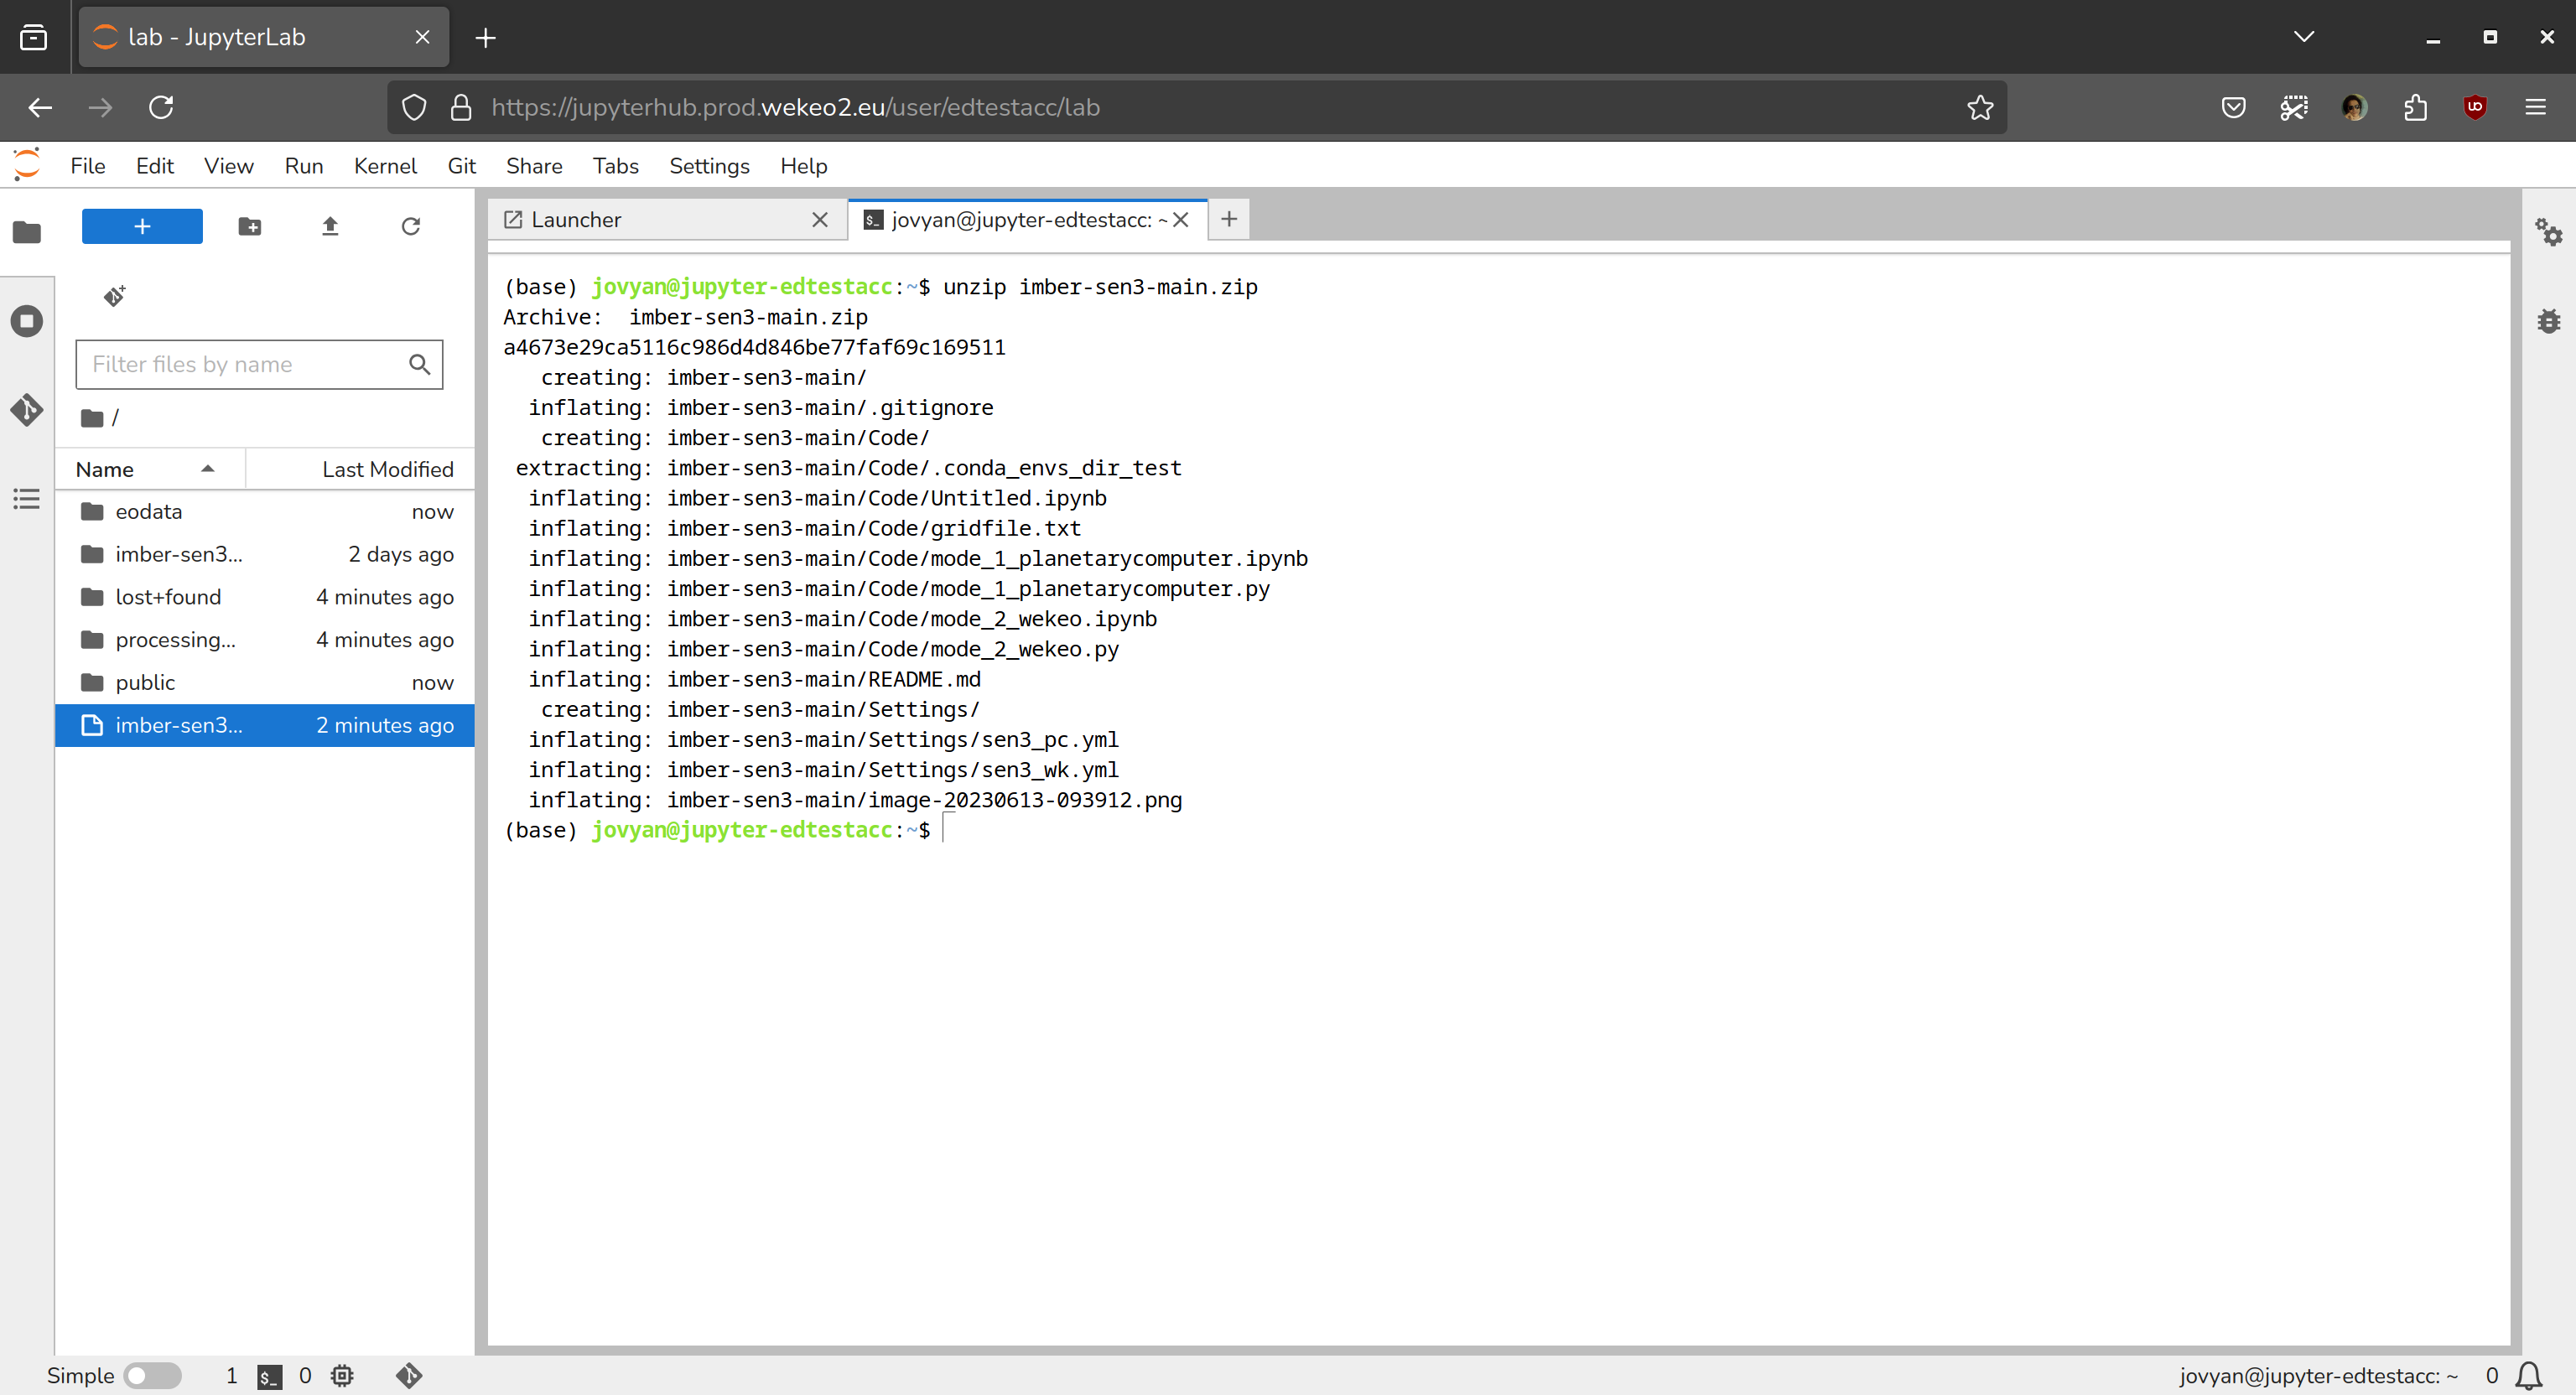 lab - JupyterLab
https://jupyterhub.prod.wekeo2.eu/user/edtestacc/lab
File Edit View Run Kernel Git Share Tabs Settings Help
+
Filter files by name
/
Name Last Modified
eodata now
imber-sen3... 2 days ago
lost+found 4 minutes ago
processing... 4 minutes ago
public now
imber-sen3... 2 minutes ago
Launcher
jovyan@jupyter-edtestacc: ~
(base) jovyan@jupyter-edtestacc:~$ unzip imber-sen3-main.zip
Archive:  imber-sen3-main.zip
a4673e29ca5116c986d4d846be77faf69c169511
   creating: imber-sen3-main/
  inflating: imber-sen3-main/.gitignore
   creating: imber-sen3-main/Code/
 extracting: imber-sen3-main/Code/.conda_envs_dir_test
  inflating: imber-sen3-main/Code/Untitled.ipynb
  inflating: imber-sen3-main/Code/gridfile.txt
  inflating: imber-sen3-main/Code/mode_1_planetarycomputer.ipynb
  inflating: imber-sen3-main/Code/mode_1_planetarycomputer.py
  inflating: imber-sen3-main/Code/mode_2_wekeo.ipynb
  inflating: imber-sen3-main/Code/mode_2_wekeo.py
  inflating: imber-sen3-main/README.md
   creating: imber-sen3-main/Settings/
  inflating: imber-sen3-main/Settings/sen3_pc.yml
  inflating: imber-sen3-main/Settings/sen3_wk.yml
  inflating: imber-sen3-main/image-20230613-093912.png
(base) jovyan@jupyter-edtestacc:~$
Simple 1 $_ 0
jovyan@jupyter-edtestacc: ~ 0